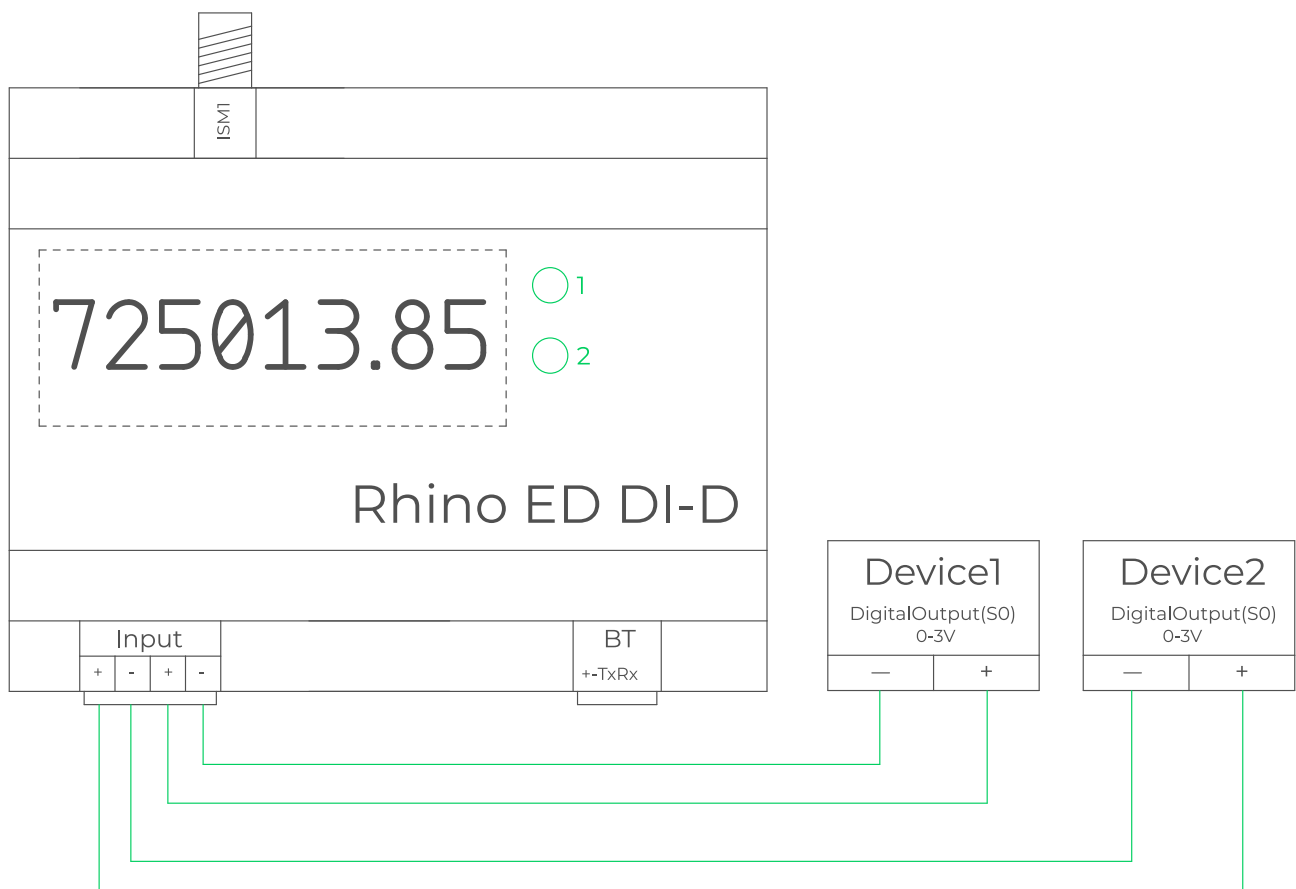 ISM1
725013.85
1
2
Rhino ED DI-D
Input
+ - + -
BT
+-TxRx
Device1
DigitalOutput(S0)
0-3V
— +
Device2
DigitalOutput(S0)
0-3V
— +